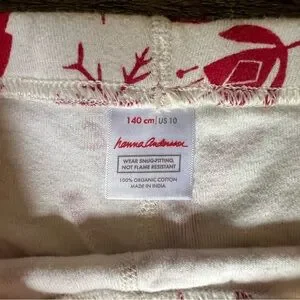 140 cm | US 10
hanna andersson
WEAR SNUG-FITTING,
NOT FLAME RESISTANT
100% ORGANIC COTTON
MADE IN INDIA